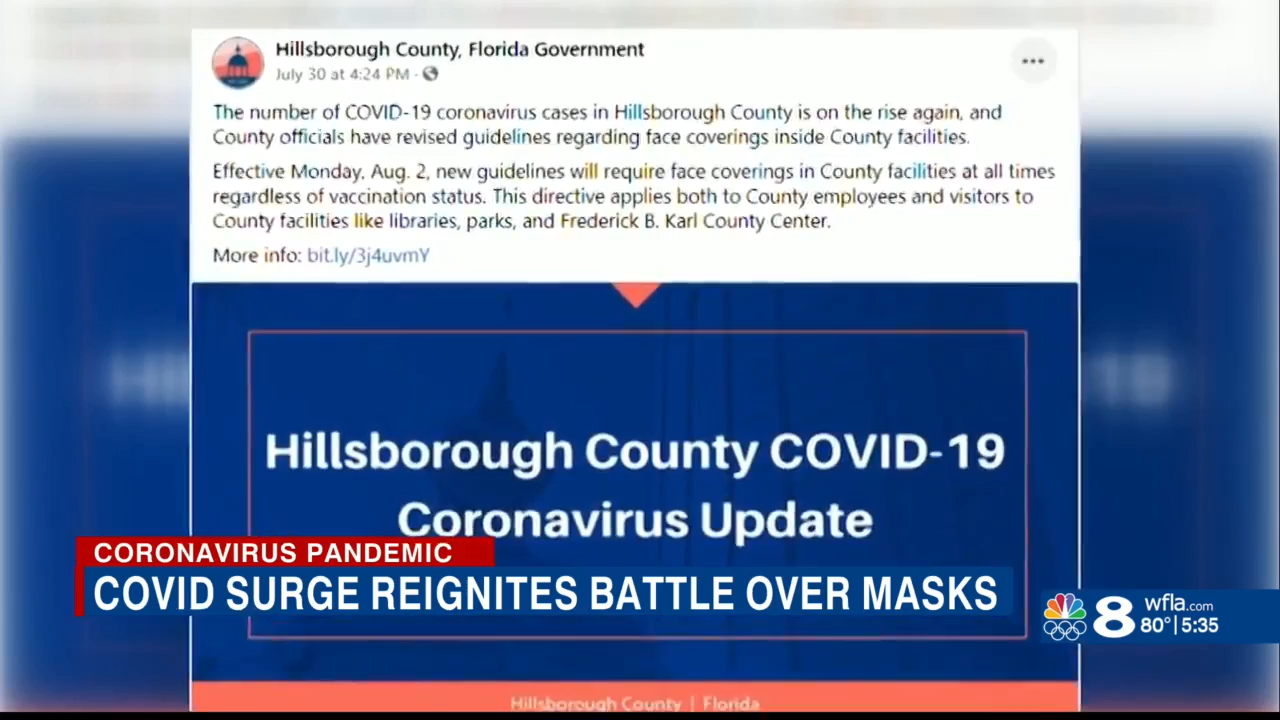 Hillsborough County, Florida Government
July 30 at 4:24 PM ·
The number of COVID-19 coronavirus cases in Hillsborough County is on the rise again, and
County officials have revised guidelines regarding face coverings inside County facilities.
Effective Monday, Aug. 2, new guidelines will require face coverings in County facilities at all times
regardless of vaccination status. This directive applies both to County employees and visitors to
County facilities like libraries, parks, and Frederick B. Karl County Center.
More info: bit.ly/3j4uvmY
Hillsborough County COVID-19
Coronavirus Update
CORONAVIRUS PANDEMIC
COVID SURGE REIGNITES BATTLE OVER MASKS
8 wfla.com
80° | 5:35
Hillsborough County | Florida